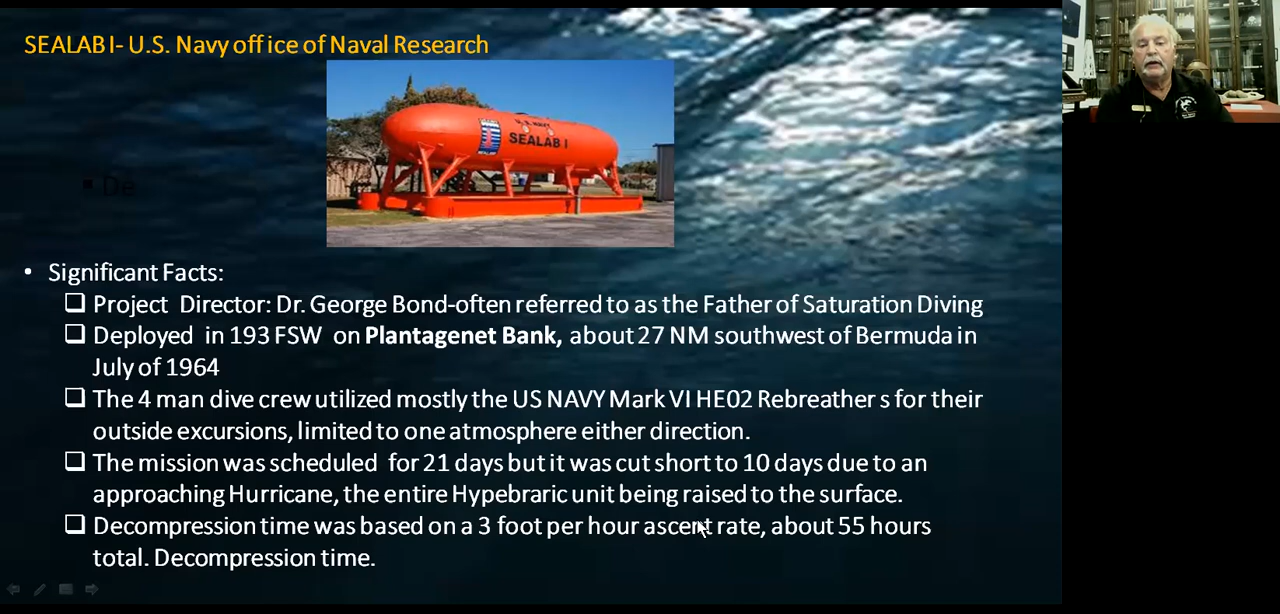 SEALAB I- U.S. Navy office of Naval Research
U.S. NAVY
SEALAB I
▪ De
• Significant Facts:
❑ Project Director: Dr. George Bond-often referred to as the Father of Saturation Diving
❑ Deployed in 193 FSW on Plantagenet Bank, about 27 NM southwest of Bermuda in
July of 1964
❑ The 4 man dive crew utilized mostly the US NAVY Mark VI HE02 Rebreather s for their
outside excursions, limited to one atmosphere either direction.
❑ The mission was scheduled for 21 days but it was cut short to 10 days due to an
approaching Hurricane, the entire Hypebraric unit being raised to the surface.
❑ Decompression time was based on a 3 foot per hour ascent rate, about 55 hours
total. Decompression time.